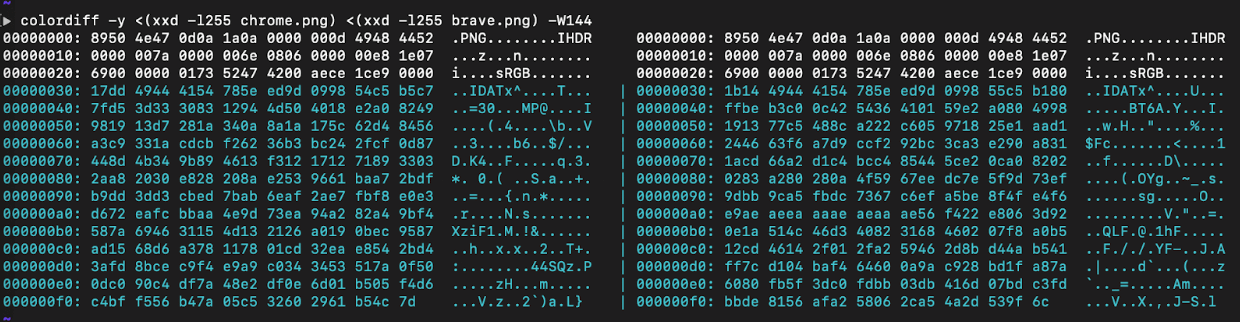 ~
▶ colordiff -y <(xxd -l255 chrome.png) <(xxd -l255 brave.png) -W144
00000000: 8950 4e47 0d0a 1a0a 0000 000d 4948 4452 .PNG........IHDR 00000000: 8950 4e47 0d0a 1a0a 0000 000d 4948 4452 .PNG........IHDR
00000010: 0000 007a 0000 006e 0806 0000 00e8 1e07 ...z...n........ 00000010: 0000 007a 0000 006e 0806 0000 00e8 1e07 ...z...n........
00000020: 6900 0000 0173 5247 4200 aece 1ce9 0000 i....sRGB....... 00000020: 6900 0000 0173 5247 4200 aece 1ce9 0000 i....sRGB.......
00000030: 17dd 4944 4154 785e ed9d 0998 54c5 b5c7 ..IDATx^....T... | 00000030: 1b14 4944 4154 785e ed9d 0998 55c5 b180 ..IDATx^....U...
00000040: 7fd5 3d33 3083 1294 4d50 4018 e2a0 8249 ..=30...MP@....I | 00000040: ffbe b3c0 0c42 5436 4101 59e2 a080 4998 .....BT6A.Y...I.
00000050: 9819 13d7 281a 340a 8a1a 175c 62d4 8456 ....(.4....\b..V | 00000050: 1913 77c5 488c a222 c605 9718 25e1 aad1 ..w.H.."....%...
00000060: a3c9 331a cdcb f262 36b3 bc24 2fcf 0d87 ..3....b6..$/... | 00000060: 2446 63f6 a7d9 ccf2 92bc 3ca3 e290 a831 $Fc.......<....1
00000070: 448d 4b34 9b89 4613 f312 1712 7189 3303 D.K4..F.....q.3. | 00000070: 1acd 66a2 d1c4 bcc4 8544 5ce2 0ca0 8202 ..f......D\.....
00000080: 2aa8 2030 e828 208a e253 9661 baa7 2bdf *. 0.( ..S.a..+. | 00000080: 0283 a280 280a 4f59 67ee dc7e 5f9d 73ef ....(.OYg..~_.s.
00000090: b9dd 3dd3 cbed 7bab 6eaf 2ae7 fbf8 e0e3 ..=...{.n.*..... | 00000090: 9dbb 9ca5 fbdc 7367 c6ef a5be 8f4f e4f6 ......sg.....O..
000000a0: d672 eafc bbaa 4e9d 73ea 94a2 82a4 9bf4 .r....N.s....... | 000000a0: e9ae aeea aaae aeaa ae56 f422 e806 3d92 .........V."..=.
000000b0: 587a 6946 3115 4d13 2126 a019 0bec 9587 XziF1.M.!&...... | 000000b0: 0e1a 514c 46d3 4082 3168 4602 07f8 a0b5 ..QLF.@.1hF.....
000000c0: ad15 68d6 a378 1178 01cd 32ea e854 2bd4 ..h..x.x..2..T+. | 000000c0: 12cd 4614 2f01 2fa2 5946 2d8b d44a b541 ..F././.YF-..J.A
000000d0: 3afd 8bce c9f4 e9a9 c034 3453 517a 0f50 :........44SQz.P | 000000d0: ff7c d104 baf4 6460 0a9a c928 bd1f a87a .|....d`...(...z
000000e0: 0dc0 90c4 df7a 48e2 df0e 6d01 b505 f4d6 .....zH...m..... | 000000e0: 6080 fb5f 3dc0 fdbb 03db 416d 07bd c3fd `.._=.....Am....
000000f0: c4bf f556 b47a 05c5 3260 2961 b54c 7d ...V.z..2`)a.L} | 000000f0: bbde 8156 afa2 5806 2ca5 4a2d 539f 6c ...V..X.,.J-S.l
~